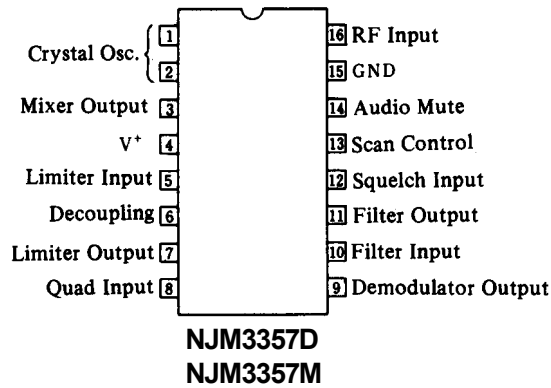 1 16 RF Input
Crystal Osc.
2 15 GND
Mixer Output 3 14 Audio Mute
V+ 4 13 Scan Control
Limiter Input 5 12 Squelch Input
Decoupling 6 11 Filter Output
Limiter Output 7 10 Filter Input
Quad Input 8 9 Demodulator Output
NJM3357D
NJM3357M